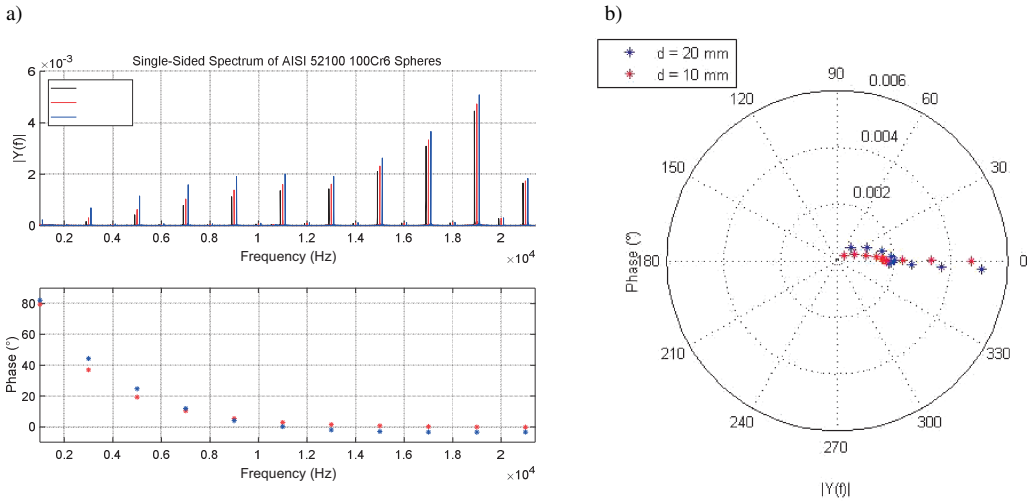 a)
Single-Sided Spectrum of AISI 52100 100Cr6 Spheres
×10⁻³
6
4
2
0
|Y(f)|
0.2 0.4 0.6 0.8 1 1.2 1.4 1.6 1.8 2
Frequency (Hz)
×10⁴
80
60
40
20
0
Phase (°)
0.2 0.4 0.6 0.8 1 1.2 1.4 1.6 1.8 2
Frequency (Hz)
×10⁴
b)
d = 20 mm
d = 10 mm
90
0.006
120
60
0.004
150
30
0.002
180
0
Phase (°)
210
330
240
300
270
|Y(f)|